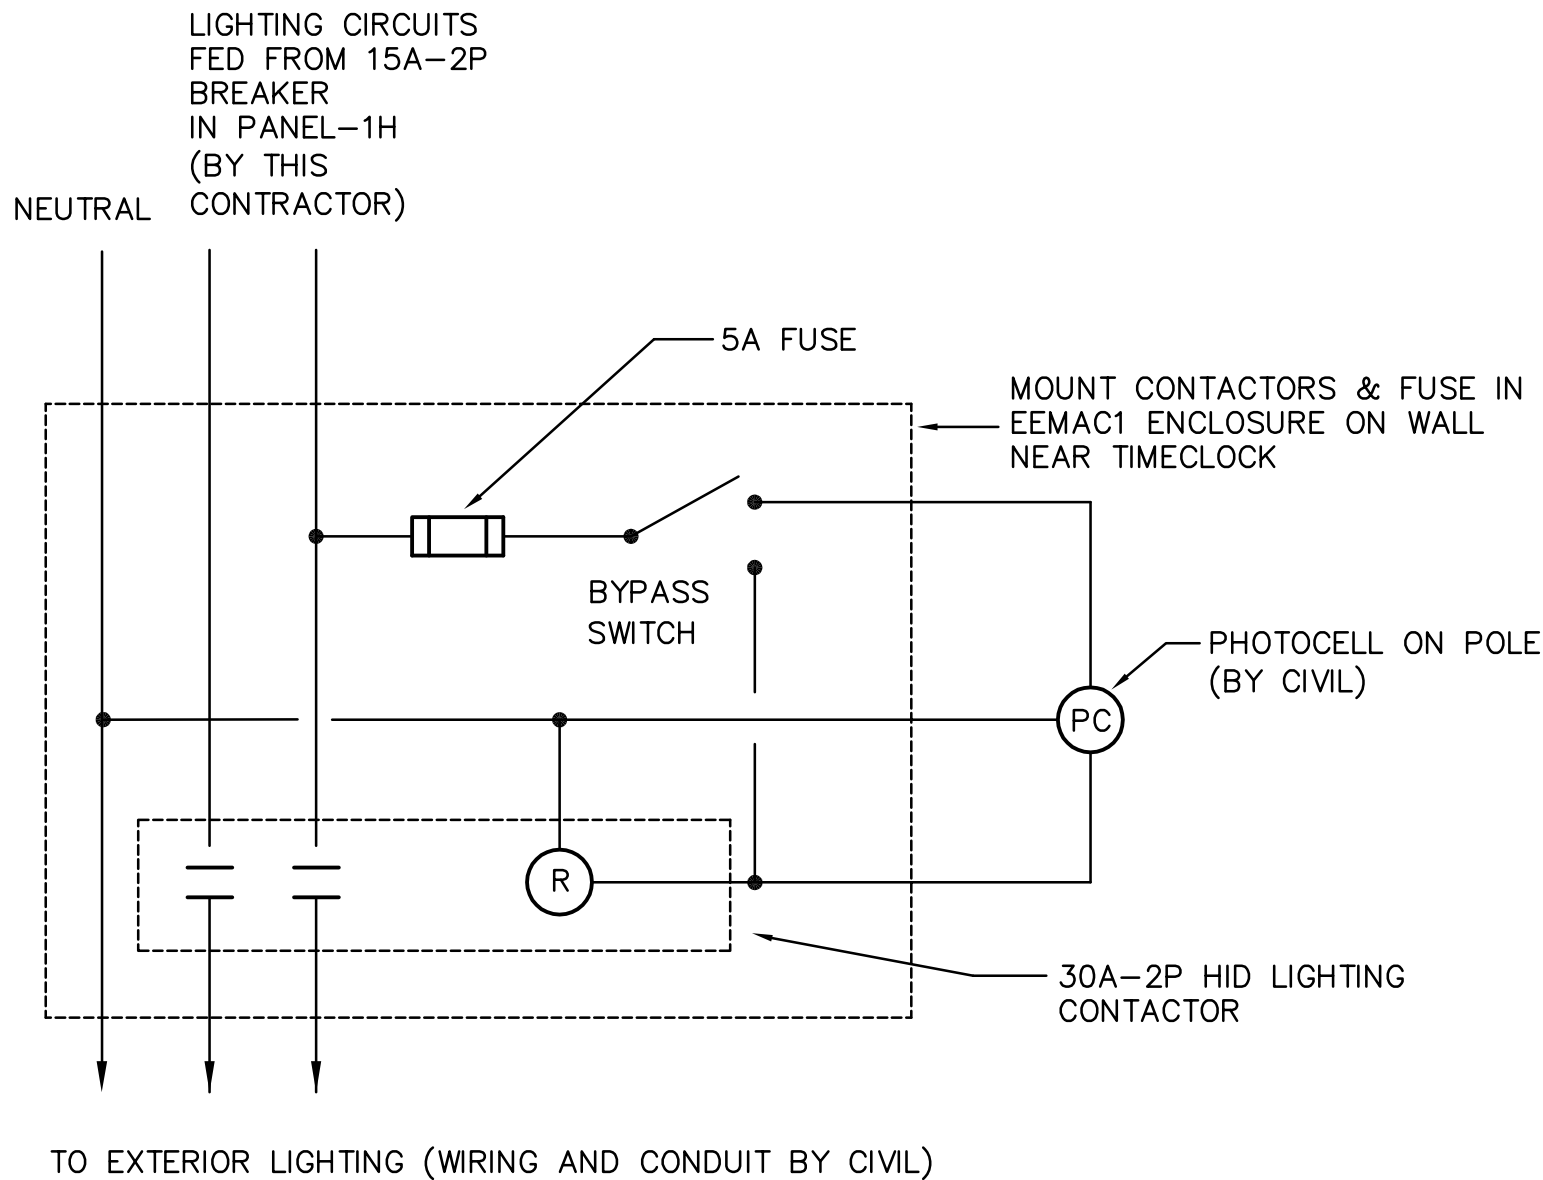 LIGHTING CIRCUITS
FED FROM 15A-2P
BREAKER
IN PANEL-1H
(BY THIS
CONTRACTOR)
NEUTRAL
5A FUSE
MOUNT CONTACTORS & FUSE IN
EEMAC1 ENCLOSURE ON WALL
NEAR TIMECLOCK
BYPASS
SWITCH
PHOTOCELL ON POLE
(BY CIVIL)
PC
R
30A-2P HID LIGHTING
CONTACTOR
TO EXTERIOR LIGHTING (WIRING AND CONDUIT BY CIVIL)